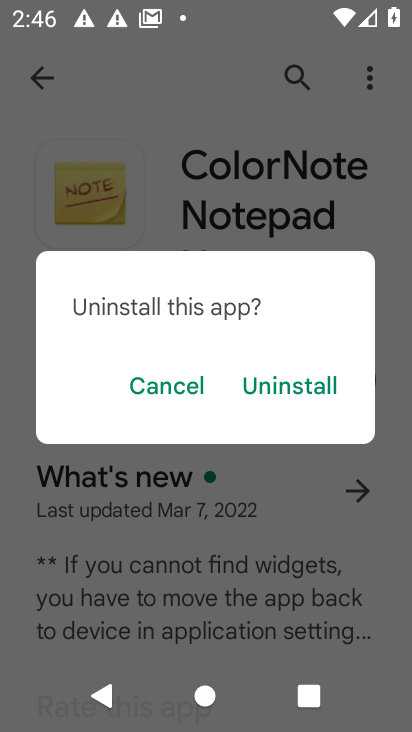 2:46
ColorNote
NOTE
Notepad
Uninstall this app?
Cancel Uninstall
What's new
Last updated Mar 7, 2022
** If you cannot find widgets,
you have to move the app back
to device in application setting...
Rate this app